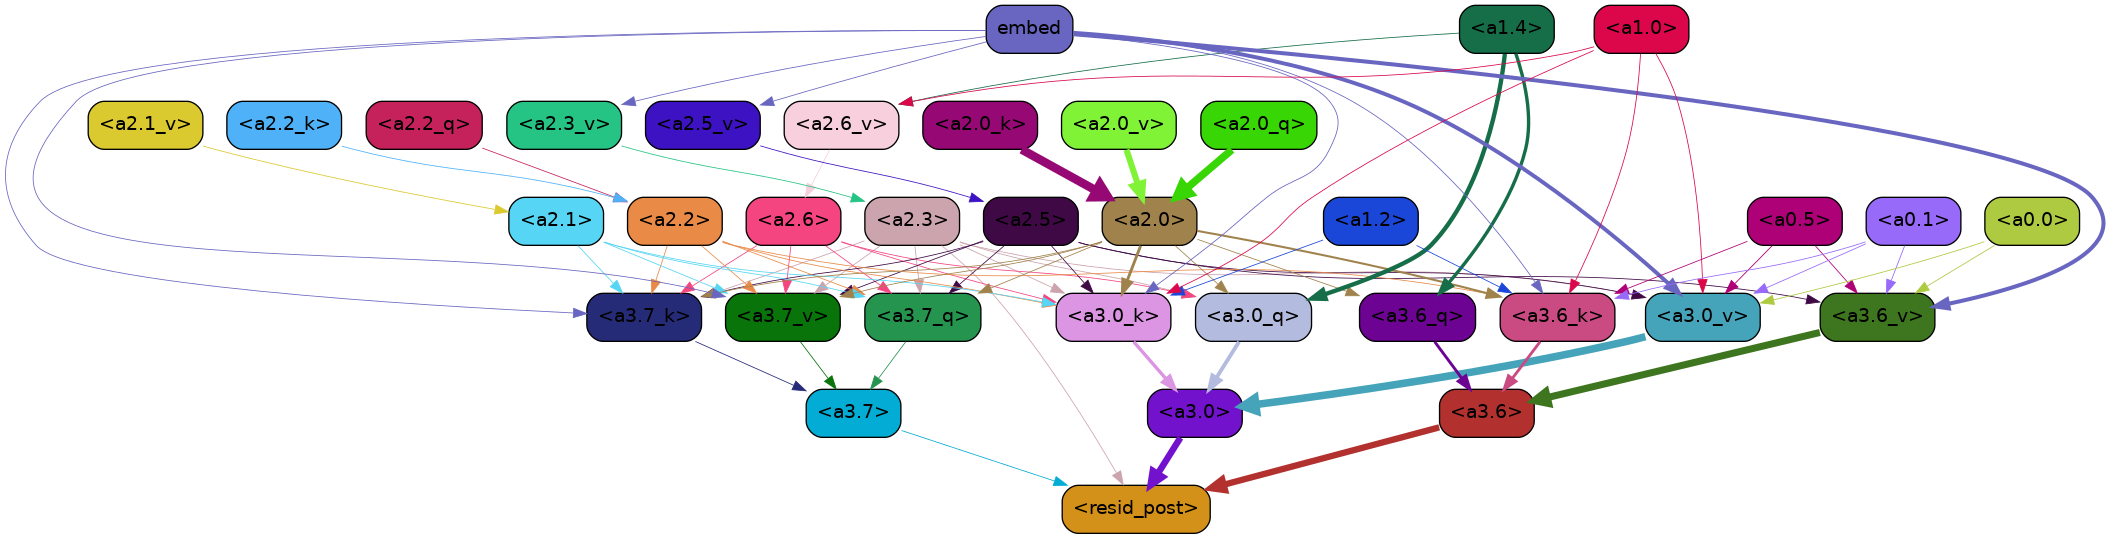 embed
<a1.4>
<a1.0>
<a2.1_v>
<a2.2_k>
<a2.2_q>
<a2.3_v>
<a2.5_v>
<a2.6_v>
<a2.0_k>
<a2.0_v>
<a2.0_q>
<a2.1>
<a2.2>
<a2.6>
<a2.3>
<a2.5>
<a2.0>
<a1.2>
<a0.5>
<a0.1>
<a0.0>
<a3.7_k>
<a3.7_v>
<a3.7_q>
<a3.0_k>
<a3.0_q>
<a3.6_q>
<a3.6_k>
<a3.0_v>
<a3.6_v>
<a3.7>
<a3.0>
<a3.6>
<resid_post>